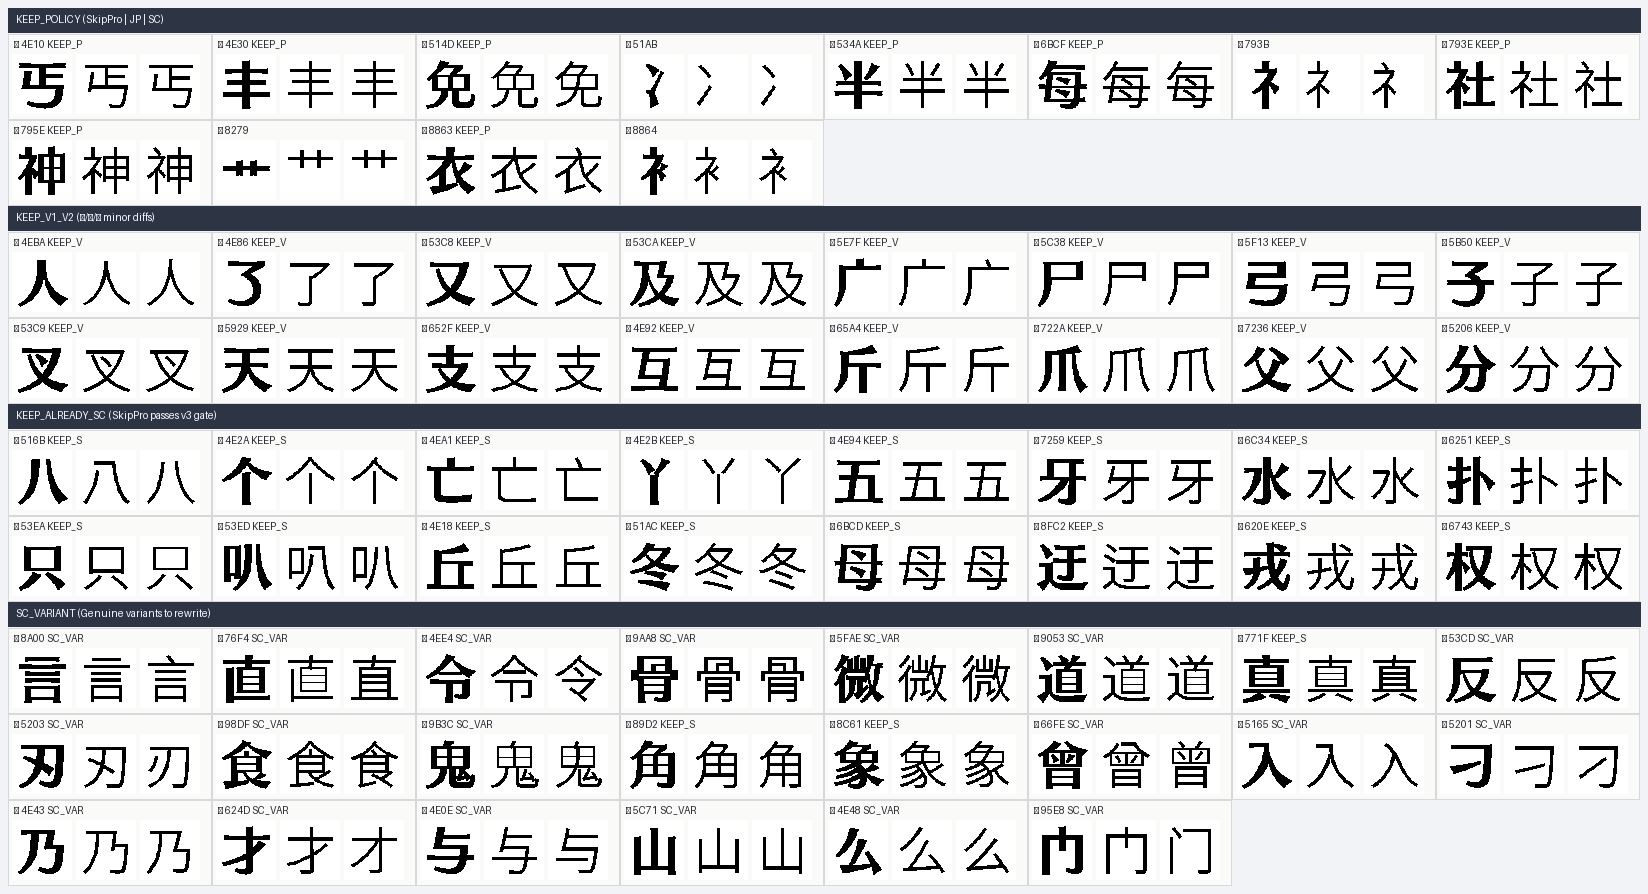 KEEP_POLICY (SkipPro | JP | SC)
4E10 KEEP_P 4E30 KEEP_P 514D KEEP_P 51AB 534A KEEP_P 6BCF KEEP_P 793B 793E KEEP_P
丐 丐 丐 丰 丰 丰 免 免 免 冫 冫 冫 半 半 半 每 每 每 礻 礻 礻 社 社 社
795E KEEP_P 8279 8863 KEEP_P 8864
神 神 神 艹 艹 艹 衣 衣 衣 衤 衤 衤
KEEP_V1_V2 (□/□/□ minor diffs)
4EBA KEEP_V 4E86 KEEP_V 53C8 KEEP_V 53CA KEEP_V 5E7F KEEP_V 5C38 KEEP_V 5F13 KEEP_V 5B50 KEEP_V
人 人 人 了 了 了 又 又 又 及 及 及 广 广 广 尸 尸 尸 弓 弓 弓 子 子 子
53C9 KEEP_V 5929 KEEP_V 652F KEEP_V 4E92 KEEP_V 65A4 KEEP_V 722A KEEP_V 7236 KEEP_V 5206 KEEP_V
叉 叉 叉 天 天 天 支 支 支 互 互 互 斤 斤 斤 爪 爪 爪 父 父 父 分 分 分
KEEP_ALREADY_SC (SkipPro passes v3 gate)
516B KEEP_S 4E2A KEEP_S 4EA1 KEEP_S 4E2B KEEP_S 4E94 KEEP_S 7259 KEEP_S 6C34 KEEP_S 6251 KEEP_S
八 八 八 个 个 个 亡 亡 亡 丫 丫 丫 五 五 五 牙 牙 牙 水 水 水 扑 扑 扑
53EA KEEP_S 53ED KEEP_S 4E18 KEEP_S 51AC KEEP_S 6BCD KEEP_S 8FC2 KEEP_S 620E KEEP_S 6743 KEEP_S
只 只 只 叭 叭 叭 丘 丘 丘 冬 冬 冬 母 母 母 迂 迂 迂 戎 戎 戎 权 权 权
SC_VARIANT (Genuine variants to rewrite)
8A00 SC_VAR 76F4 SC_VAR 4EE4 SC_VAR 9AA8 SC_VAR 5FAE SC_VAR 9053 SC_VAR 771F KEEP_S 53CD SC_VAR
言 言 言 直 直 直 令 令 令 骨 骨 骨 微 微 微 道 道 道 真 真 真 反 反 反
5203 SC_VAR 98DF SC_VAR 9B3C SC_VAR 89D2 KEEP_S 8C61 KEEP_S 66FE SC_VAR 5165 SC_VAR 5201 SC_VAR
刃 刃 刃 食 食 食 鬼 鬼 鬼 角 角 角 象 象 象 曾 曾 曾 入 入 入 刁 刁 刁
4E43 SC_VAR 624D SC_VAR 4E0E SC_VAR 5C71 SC_VAR 4E48 SC_VAR 95E8 SC_VAR
乃 乃 乃 才 才 才 与 与 与 山 山 山 么 么 么 门 门 门